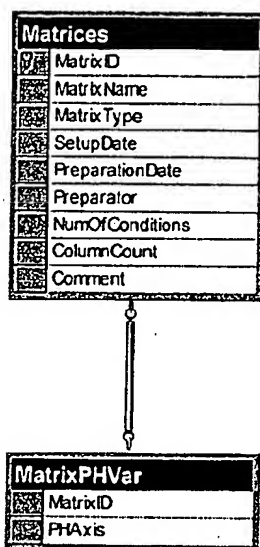 Matrices
MatrixID
MatrixName
MatrixType
SetupDate
PreparationDate
Preparator
NumOfConditions
ColumnCount
Comment
MatrixPHVar
MatrixID
PHAxis